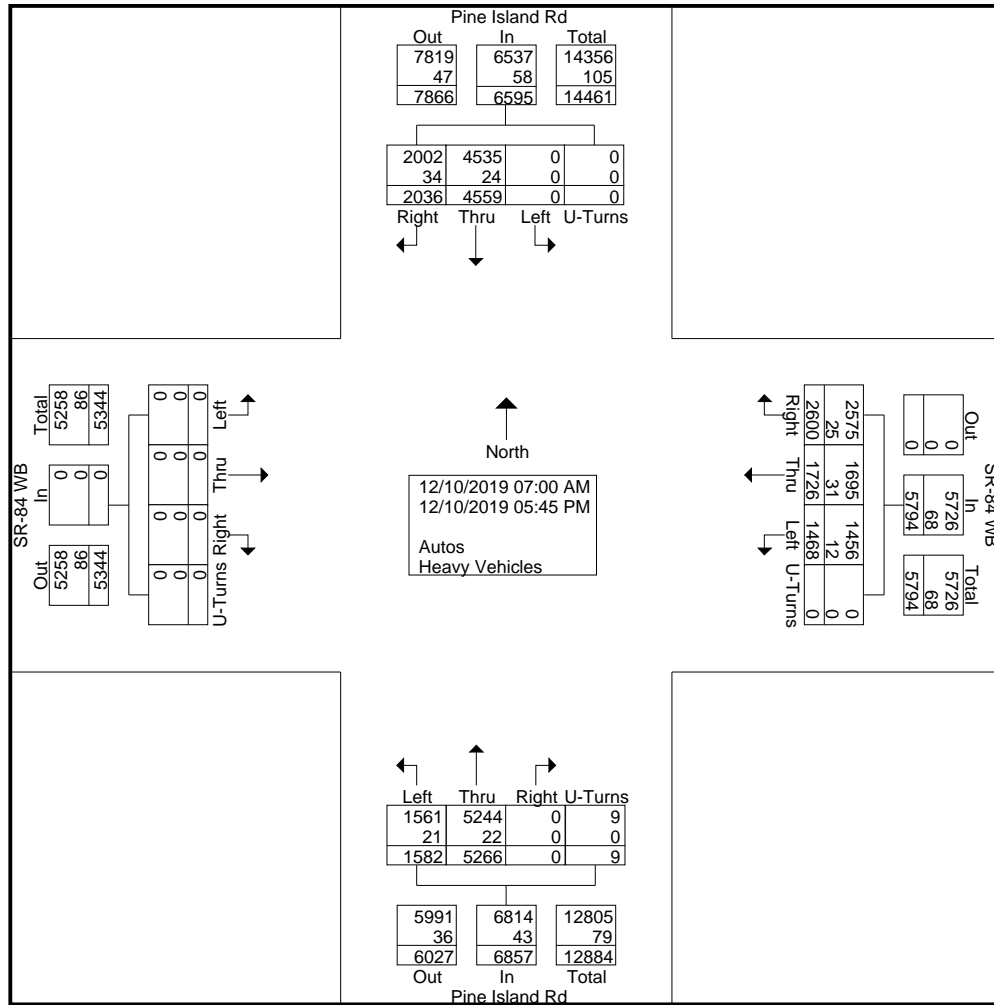 Pine Island Rd
Out In Total
7819 6537 14356
47 58 105
7866 6595 14461
2002 4535 0 0
34 24 0 0
2036 4559 0 0
Right Thru Left U-Turns
SR-84 WB
Total In Out
5258 0 5258
86 0 86
5344 0 5344
0 0 0 0
0 0 0 0
0 0 0 0
Left Thru Right U-Turns
North
12/10/2019 07:00 AM
12/10/2019 05:45 PM
Autos
Heavy Vehicles
SR-84 WB
Out In Total
0 5726 5726
0 68 68
0 5794 5794
2575 1695 1456 0
25 31 12 0
2600 1726 1468 0
Right Thru Left U-Turns
Left Thru Right U-Turns
1561 5244 0 9
21 22 0 0
1582 5266 0 9
5991 6814 12805
36 43 79
6027 6857 12884
Out In Total
Pine Island Rd